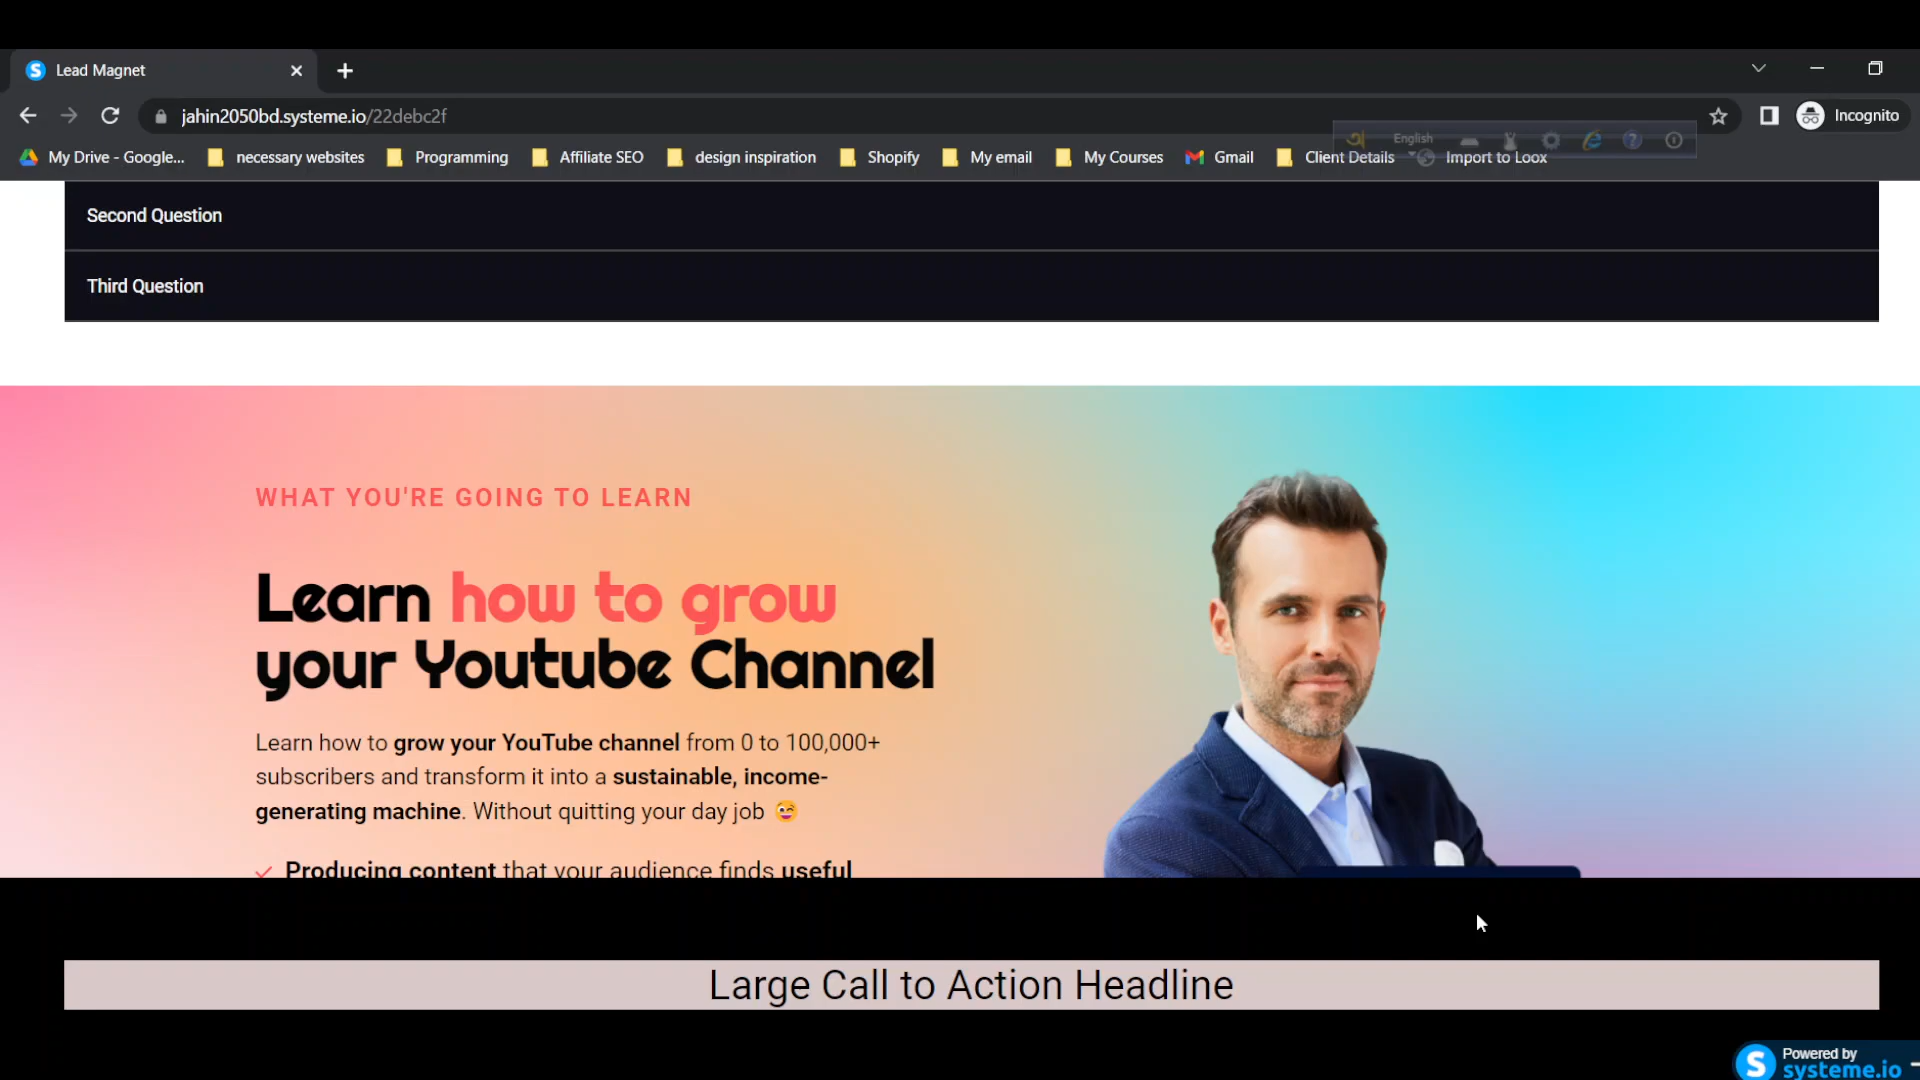 Lead Magnet
jahin2050bd.systeme.io/22debc2f
Incognito
English
My Drive - Google...
necessary websites
Programming
Affiliate SEO
design inspiration
Shopify
My email
My Courses
Gmail
Client Details
Import to Loox
Second Question
Third Question
WHAT YOU'RE GOING TO LEARN
Learn how to grow
your Youtube Channel
Learn how to grow your YouTube channel from 0 to 100,000+
subscribers and transform it into a sustainable, income-
generating machine. Without quitting your day job 😅
Producing content that your audience finds useful
Large Call to Action Headline
Powered by
systeme.io